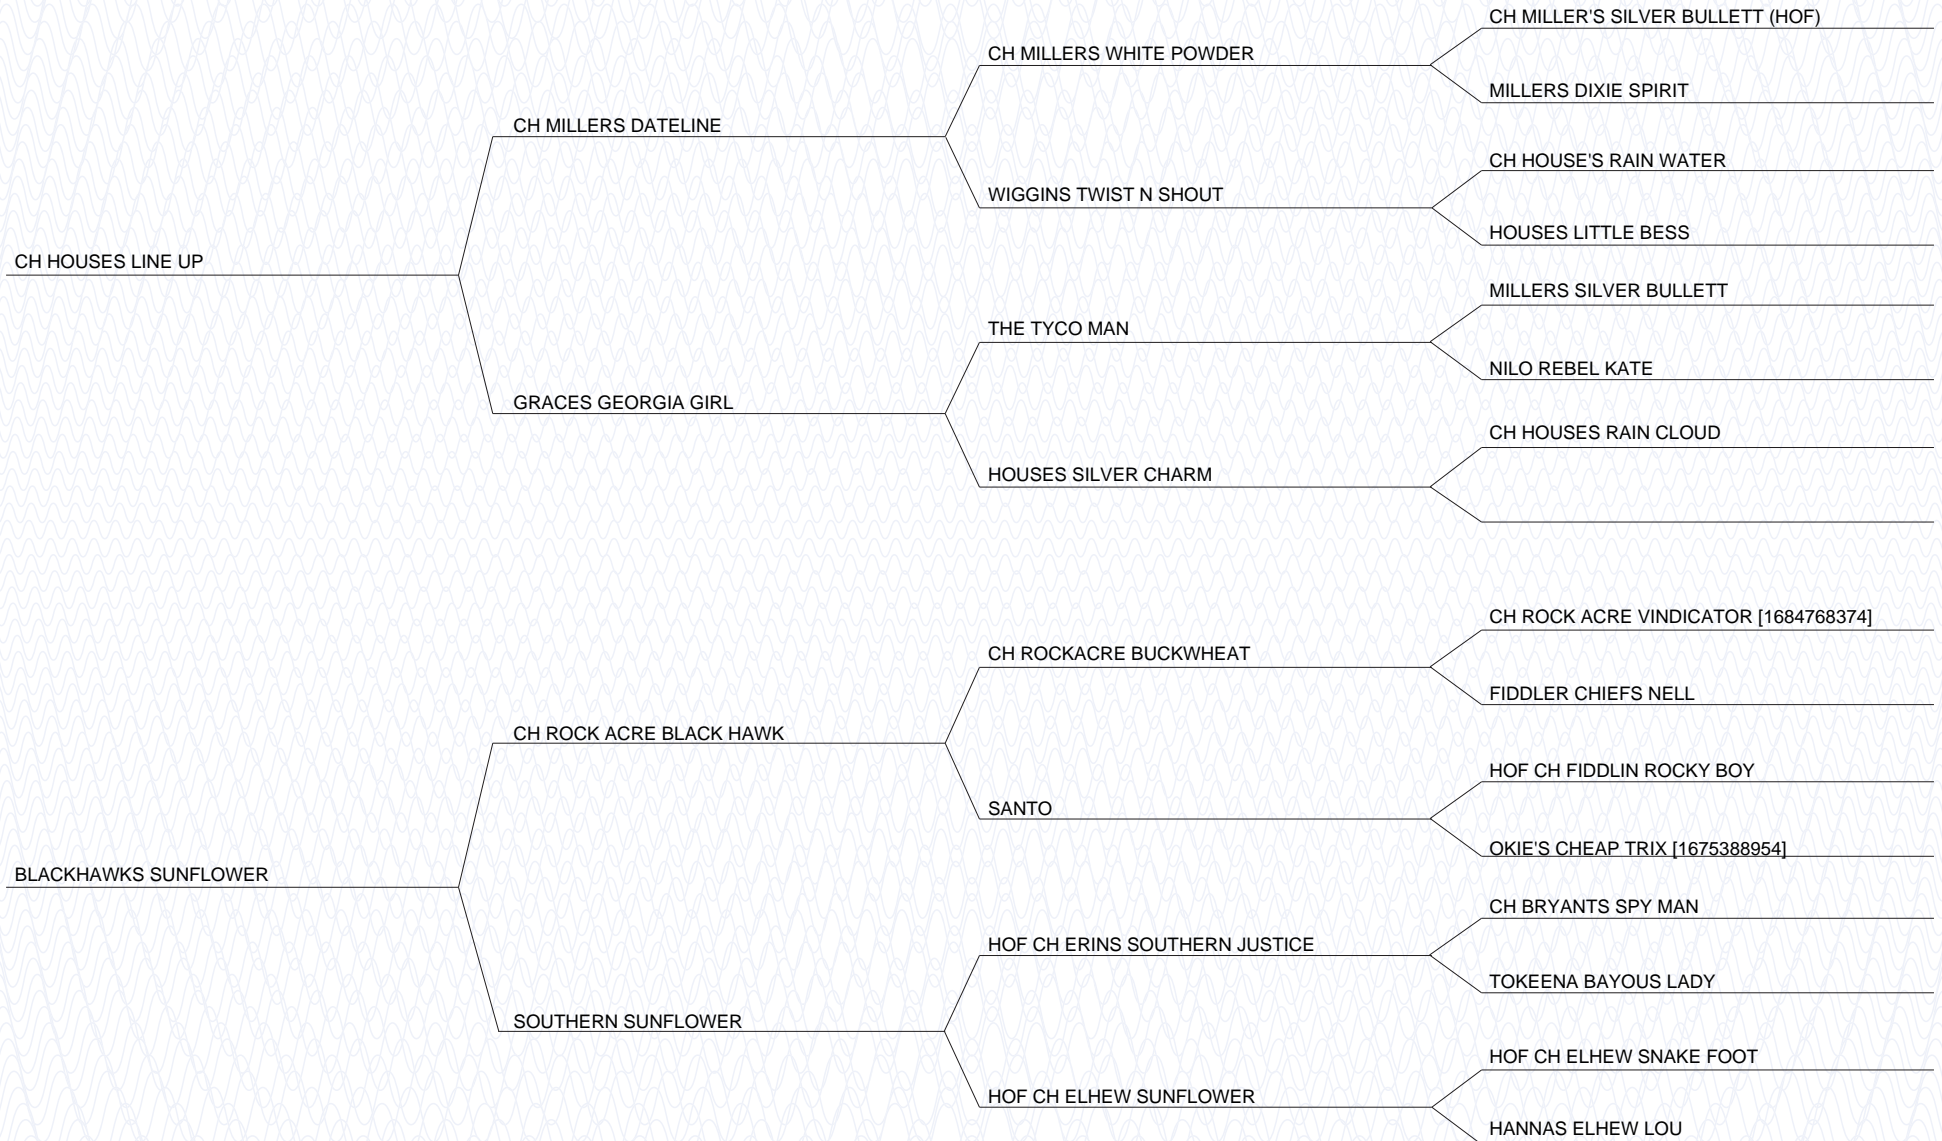 CH HOUSES LINE UP
CH MILLERS DATELINE
CH MILLERS WHITE POWDER
CH MILLER'S SILVER BULLETT (HOF)
MILLERS DIXIE SPIRIT
WIGGINS TWIST N SHOUT
CH HOUSE'S RAIN WATER
HOUSES LITTLE BESS
GRACES GEORGIA GIRL
THE TYCO MAN
MILLERS SILVER BULLETT
NILO REBEL KATE
HOUSES SILVER CHARM
CH HOUSES RAIN CLOUD
BLACKHAWKS SUNFLOWER
CH ROCK ACRE BLACK HAWK
CH ROCKACRE BUCKWHEAT
CH ROCK ACRE VINDICATOR [1684768374]
FIDDLER CHIEFS NELL
SANTO
HOF CH FIDDLIN ROCKY BOY
OKIE'S CHEAP TRIX [1675388954]
SOUTHERN SUNFLOWER
HOF CH ERINS SOUTHERN JUSTICE
CH BRYANTS SPY MAN
TOKEENA BAYOUS LADY
HOF CH ELHEW SUNFLOWER
HOF CH ELHEW SNAKE FOOT
HANNAS ELHEW LOU